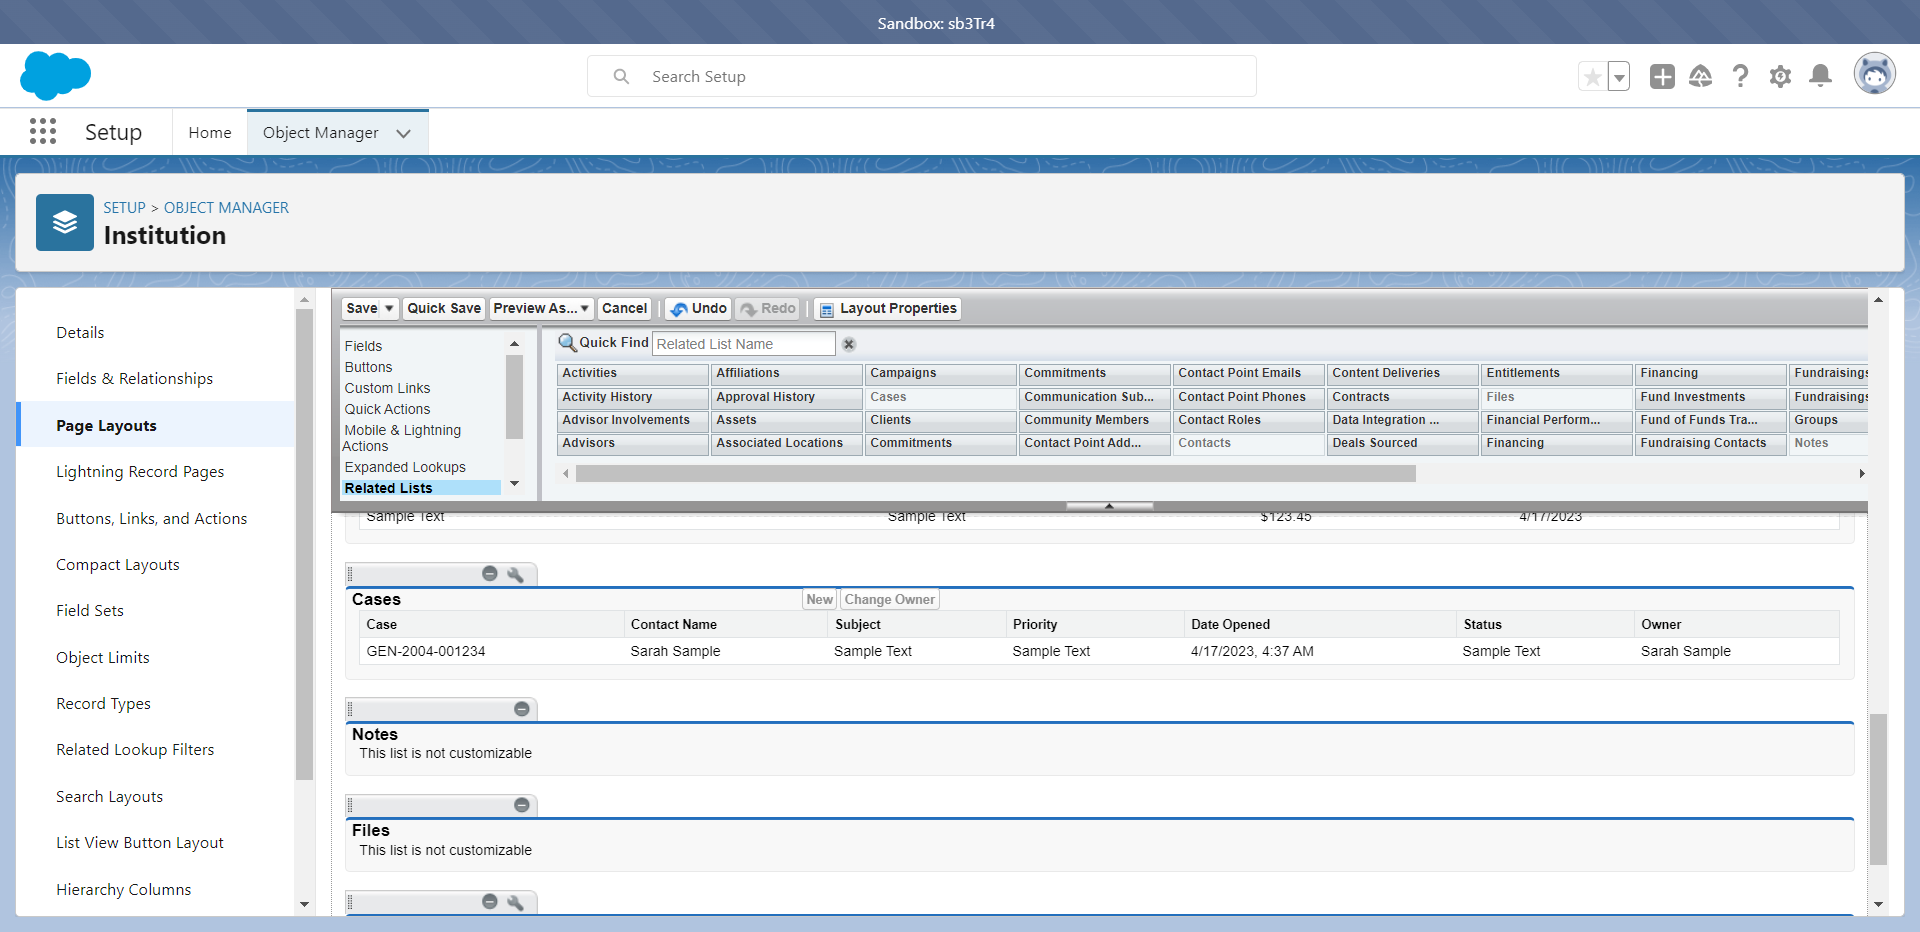 Sandbox: sb3Tr4
Search Setup
Setup
Home
Object Manager
SETUP > OBJECT MANAGER
Institution
Details
Fields & Relationships
Page Layouts
Lightning Record Pages
Buttons, Links, and Actions
Compact Layouts
Field Sets
Object Limits
Record Types
Related Lookup Filters
Search Layouts
List View Button Layout
Hierarchy Columns
Save Quick Save Preview As... Cancel Undo Redo Layout Properties
Fields
Buttons
Custom Links
Quick Actions
Mobile & Lightning
Actions
Expanded Lookups
Related Lists
Quick Find Related List Name
Activities Affiliations Campaigns Commitments Contact Point Emails Content Deliveries Entitlements Financing Fundraisings
Activity History Approval History Cases Communication Sub... Contact Point Phones Contracts Files Fund Investments Fundraisings
Advisor Involvements Assets Clients Community Members Contact Roles Data Integration ... Financial Perform... Fund of Funds Tra... Groups
Advisors Associated Locations Commitments Contact Point Add... Contacts Deals Sourced Financing Fundraising Contacts Notes
Sample Text Sample Text $123.45 4/17/2023
Cases New Change Owner
Case Contact Name Subject Priority Date Opened Status Owner
GEN-2004-001234 Sarah Sample Sample Text Sample Text 4/17/2023, 4:37 AM Sample Text Sarah Sample
Notes
This list is not customizable
Files
This list is not customizable